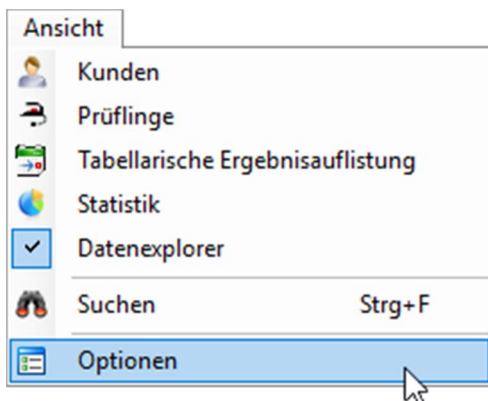 Ansicht
Kunden
Prüflinge
Tabellarische Ergebnisauflistung
Statistik
Datenexplorer
Suchen Strg+F
Optionen